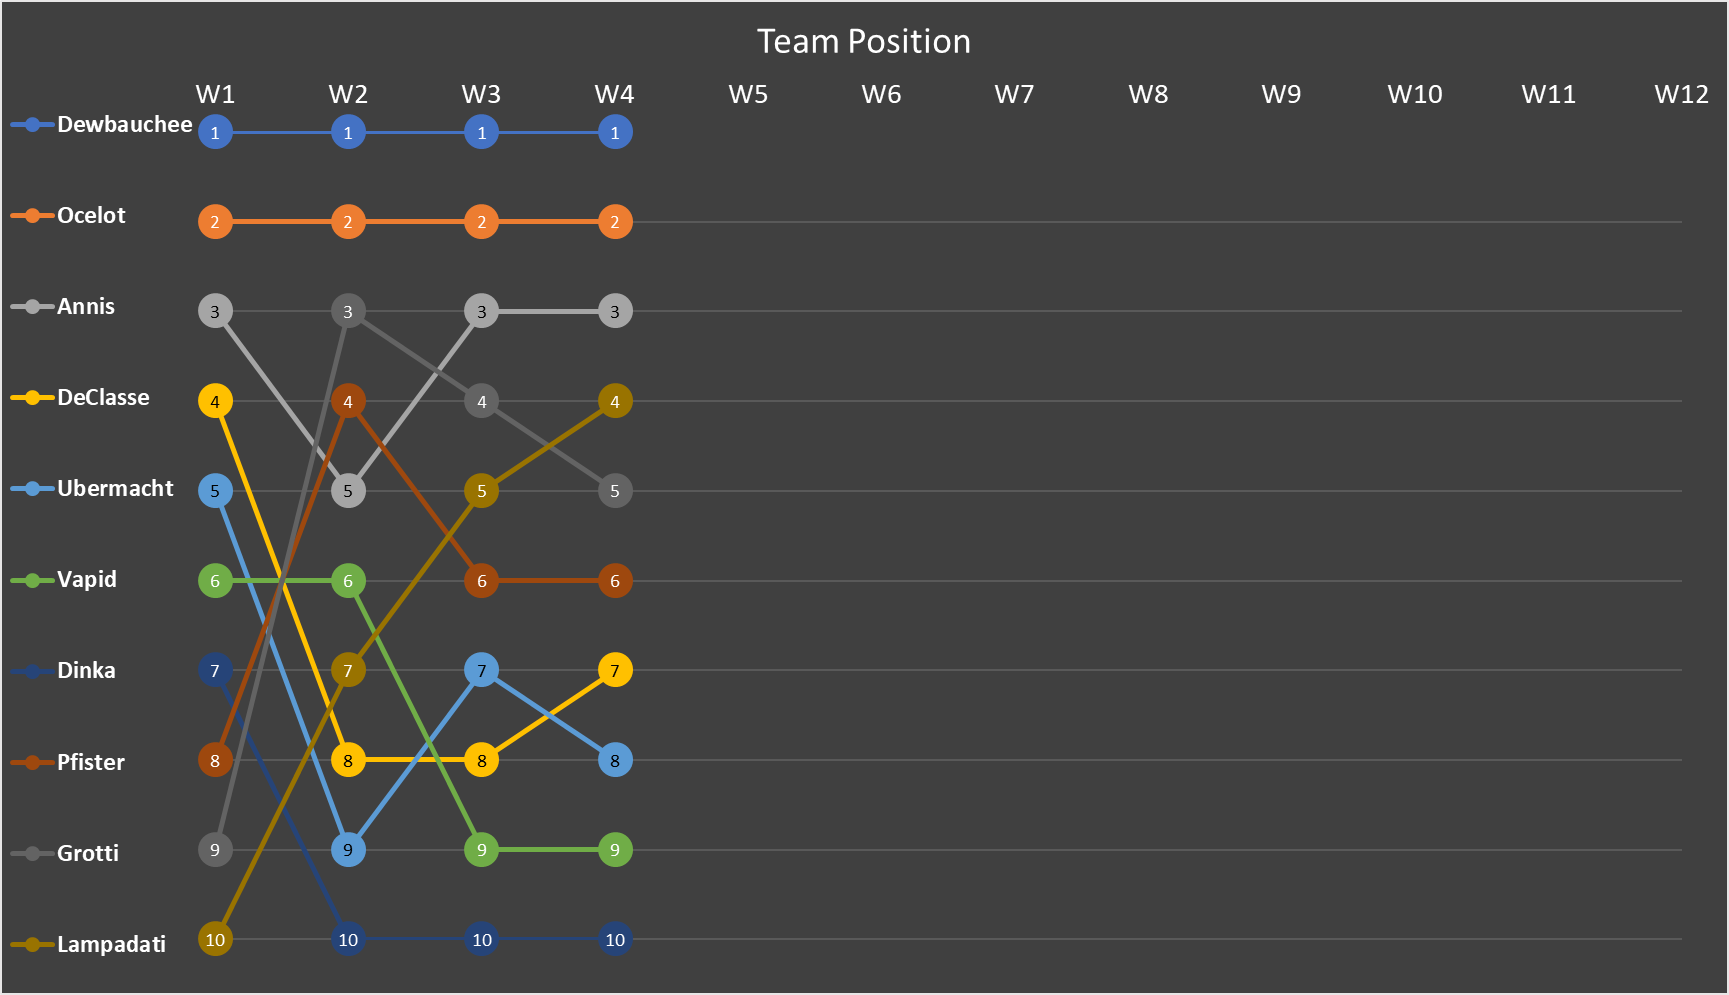 Team Position
W1 W2 W3 W4 W5 W6 W7 W8 W9 W10 W11 W12
Dewbauchee 1 1 1 1
Ocelot 2 2 2 2
Annis 3 3 3 3
DeClasse 4 4 4 4
Ubermacht 5 5 5 5
Vapid 6 6 6 6
Dinka 7 7 7 7
Pfister 8 8 8 8
Grotti 9 9 9 9
Lampadati 10 10 10 10